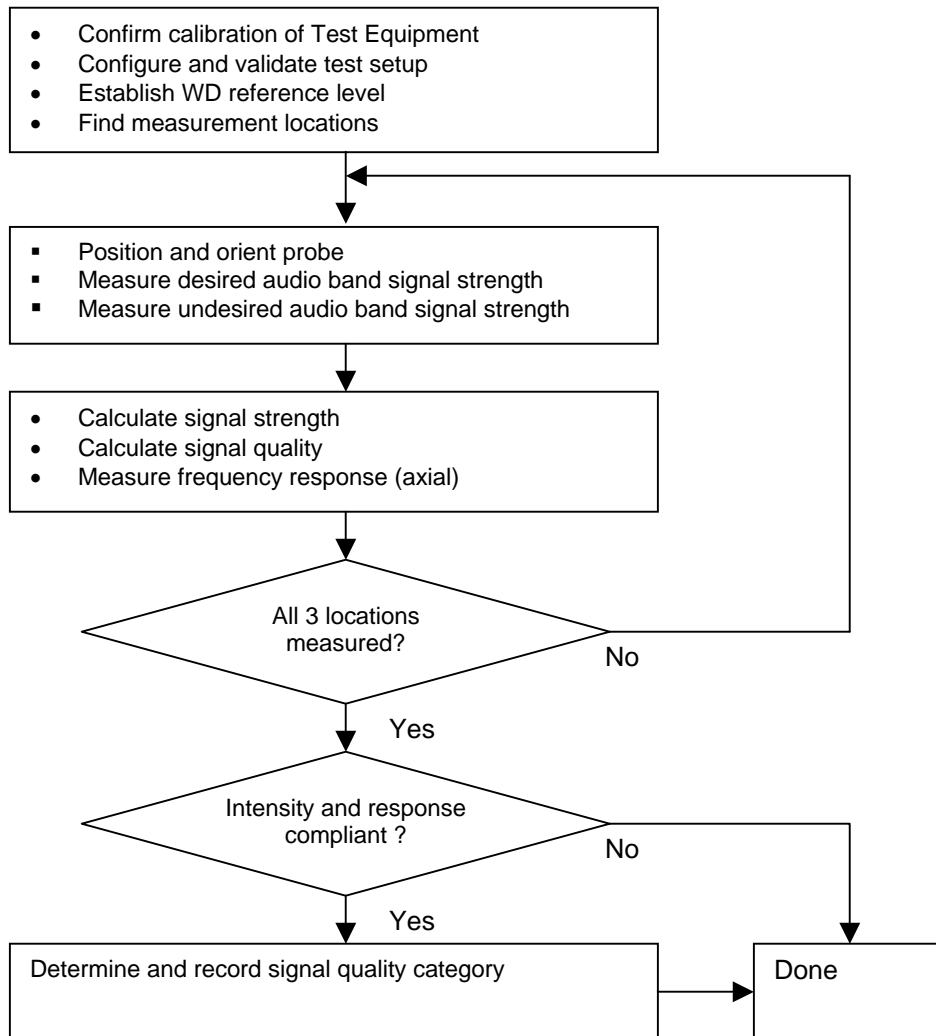 • Confirm calibration of Test Equipment
• Configure and validate test setup
• Establish WD reference level
• Find measurement locations
▪ Position and orient probe
▪ Measure desired audio band signal strength
▪ Measure undesired audio band signal strength
• Calculate signal strength
• Calculate signal quality
• Measure frequency response (axial)
All 3 locations
measured?
No
Yes
Intensity and response
compliant ?
No
Yes
Determine and record signal quality category
Done